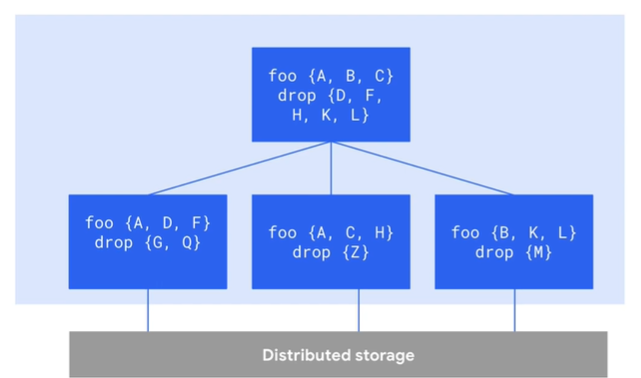 foo {A, B, C}
drop {D, F,
H, K, L}
foo {A, D, F}
drop {G, Q}
foo {A, C, H}
drop {Z}
foo {B, K, L}
drop {M}
Distributed storage